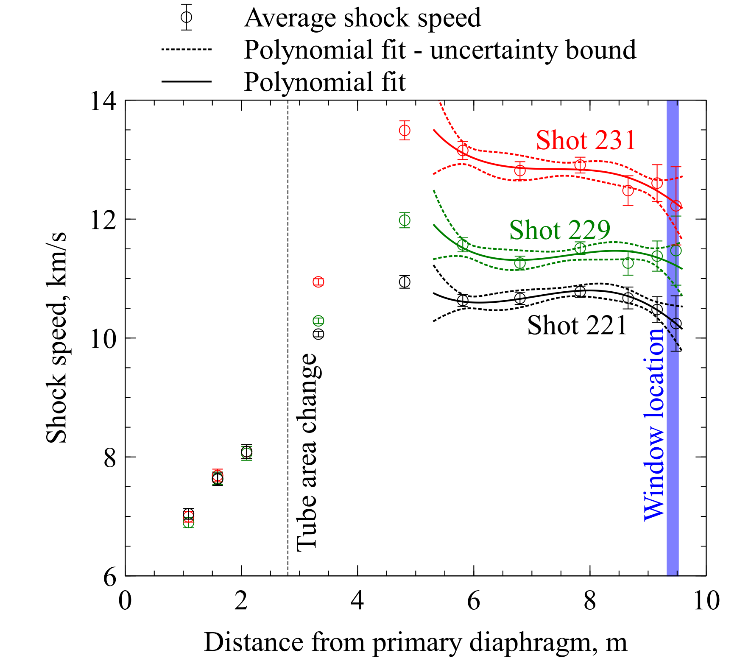 Average shock speed
Polynomial fit - uncertainty bound
Polynomial fit
14
12
10
8
6
Shock speed, km/s
Shot 231
Shot 229
Shot 221
Tube area change
Window location
0 2 4 6 8 10
Distance from primary diaphragm, m